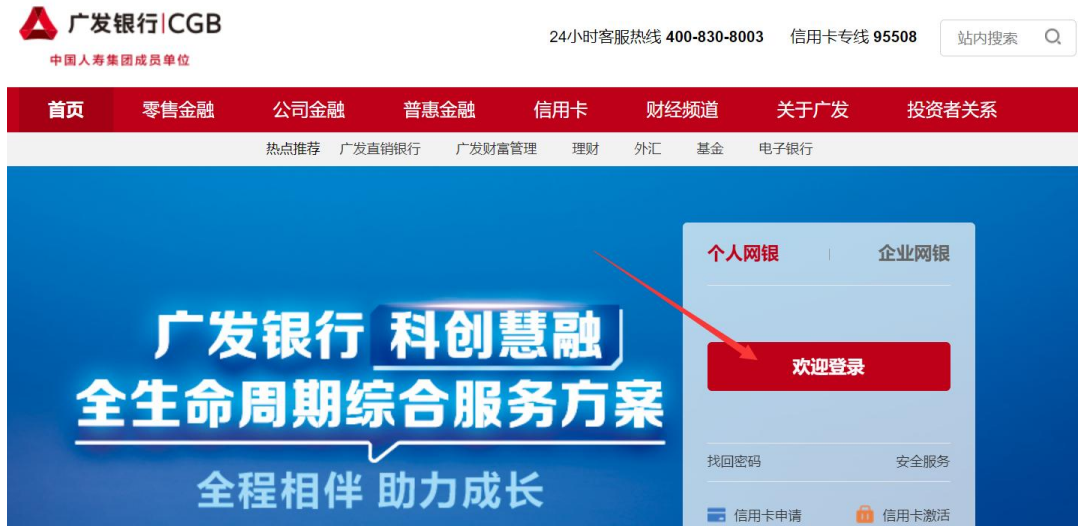 广发银行|CGB
中国人寿集团成员单位
24小时客服热线 400-830-8003 信用卡专线 95508 站内搜索
首页 零售金融 公司金融 普惠金融 信用卡 财经频道 关于广发 投资者关系
热点推荐 广发直销银行 广发财富管理 理财 外汇 基金 电子银行
个人网银 企业网银
广发银行 科创慧融
全生命周期综合服务方案
全程相伴 助力成长
欢迎登录
找回密码 安全服务
信用卡申请 信用卡激活